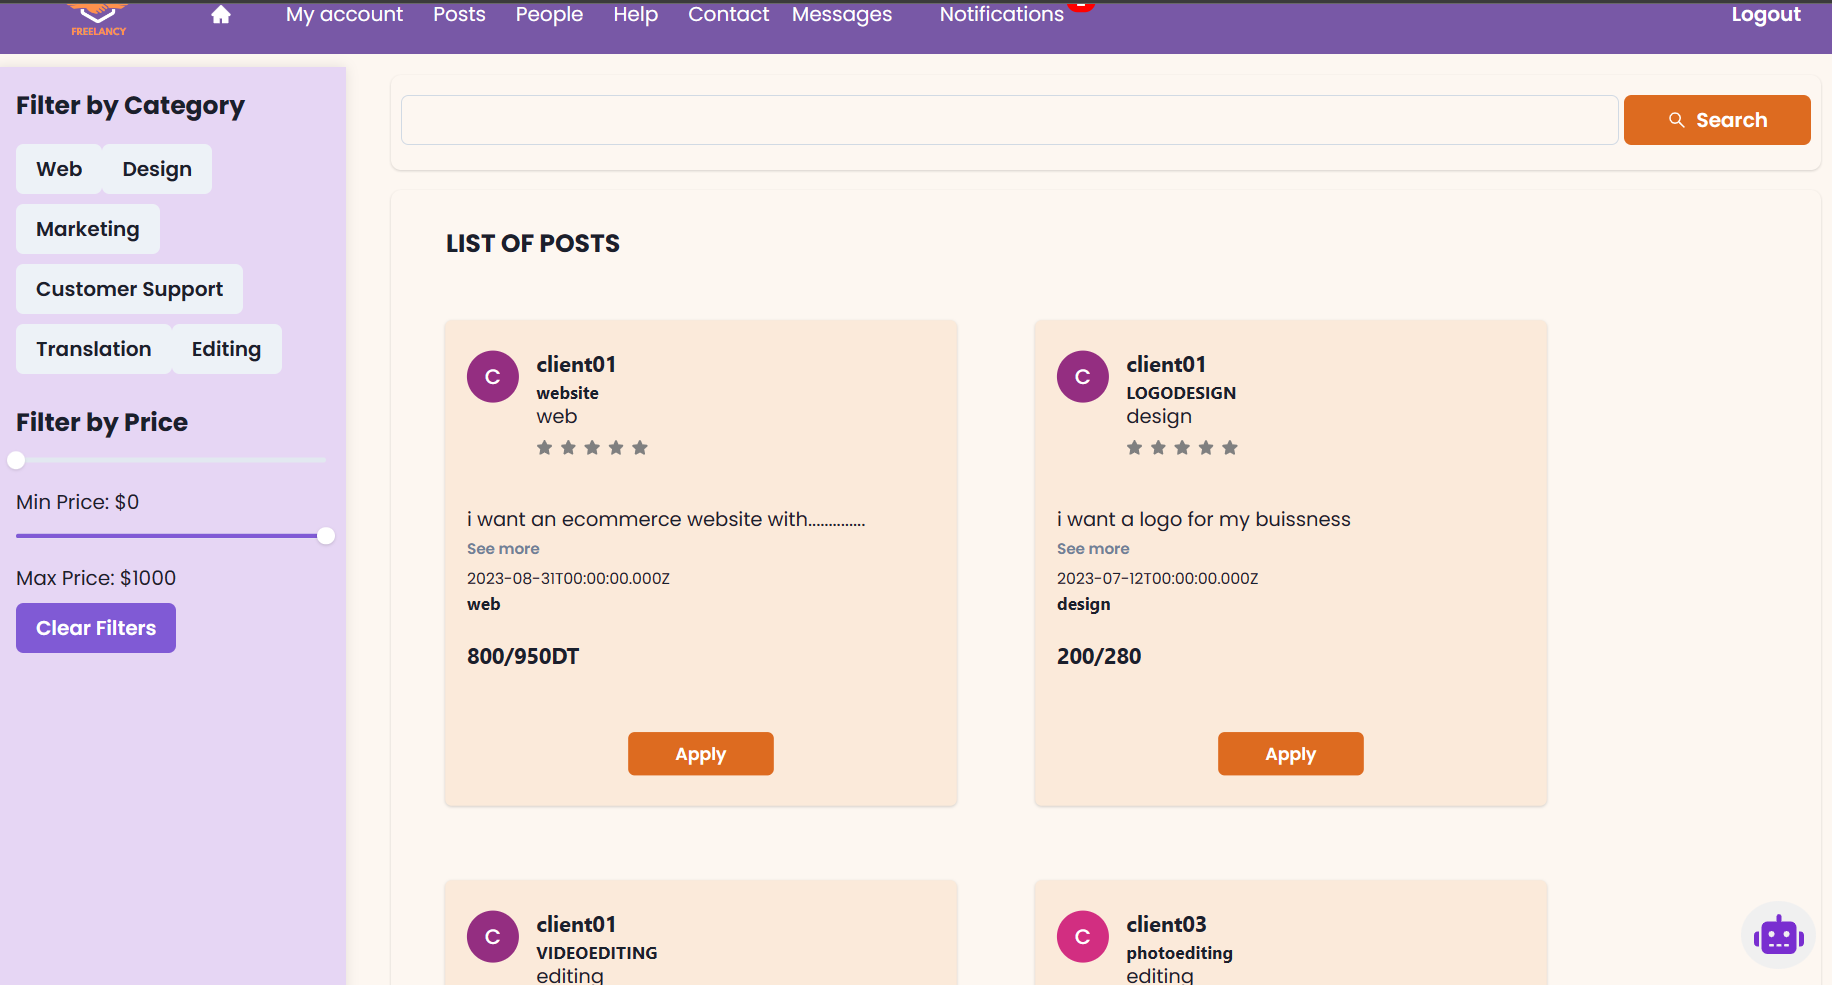 FREELANCY
My account Posts People Help Contact Messages Notifications Logout
Filter by Category
Web Design
Marketing
Customer Support
Translation Editing
Filter by Price
Min Price: $0
Max Price: $1000
Clear Filters
Search
LIST OF POSTS
C
client01
website
web
i want an ecommerce website with..............
See more
2023-08-31T00:00:00.000Z
web
800/950DT
Apply
C
client01
LOGODESIGN
design
i want a logo for my buissness
See more
2023-07-12T00:00:00.000Z
design
200/280
Apply
C
client01
VIDEOEDITING
editing
C
client03
photoediting
editing